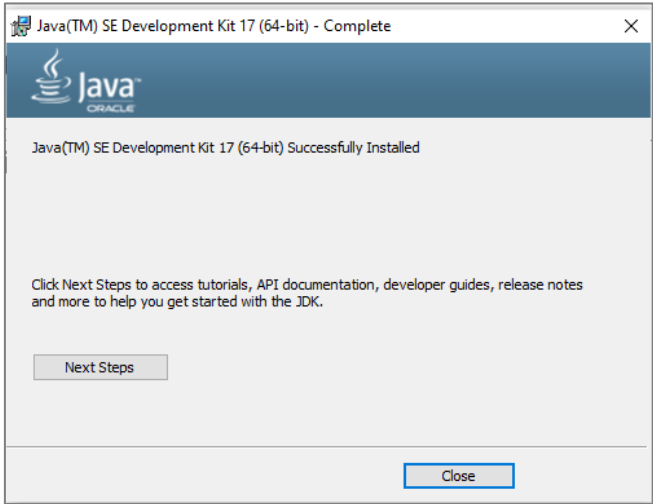 Java(TM) SE Development Kit 17 (64-bit) - Complete
Java™
ORACLE
Java(TM) SE Development Kit 17 (64-bit) Successfully Installed
Click Next Steps to access tutorials, API documentation, developer guides, release notes
and more to help you get started with the JDK.
Next Steps
Close